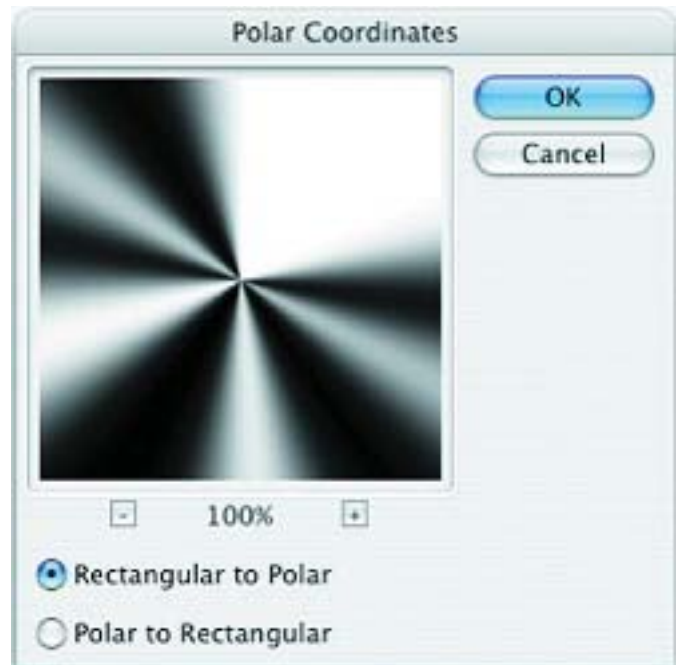 Polar Coordinates
OK
Cancel
- 100% +
Rectangular to Polar
Polar to Rectangular